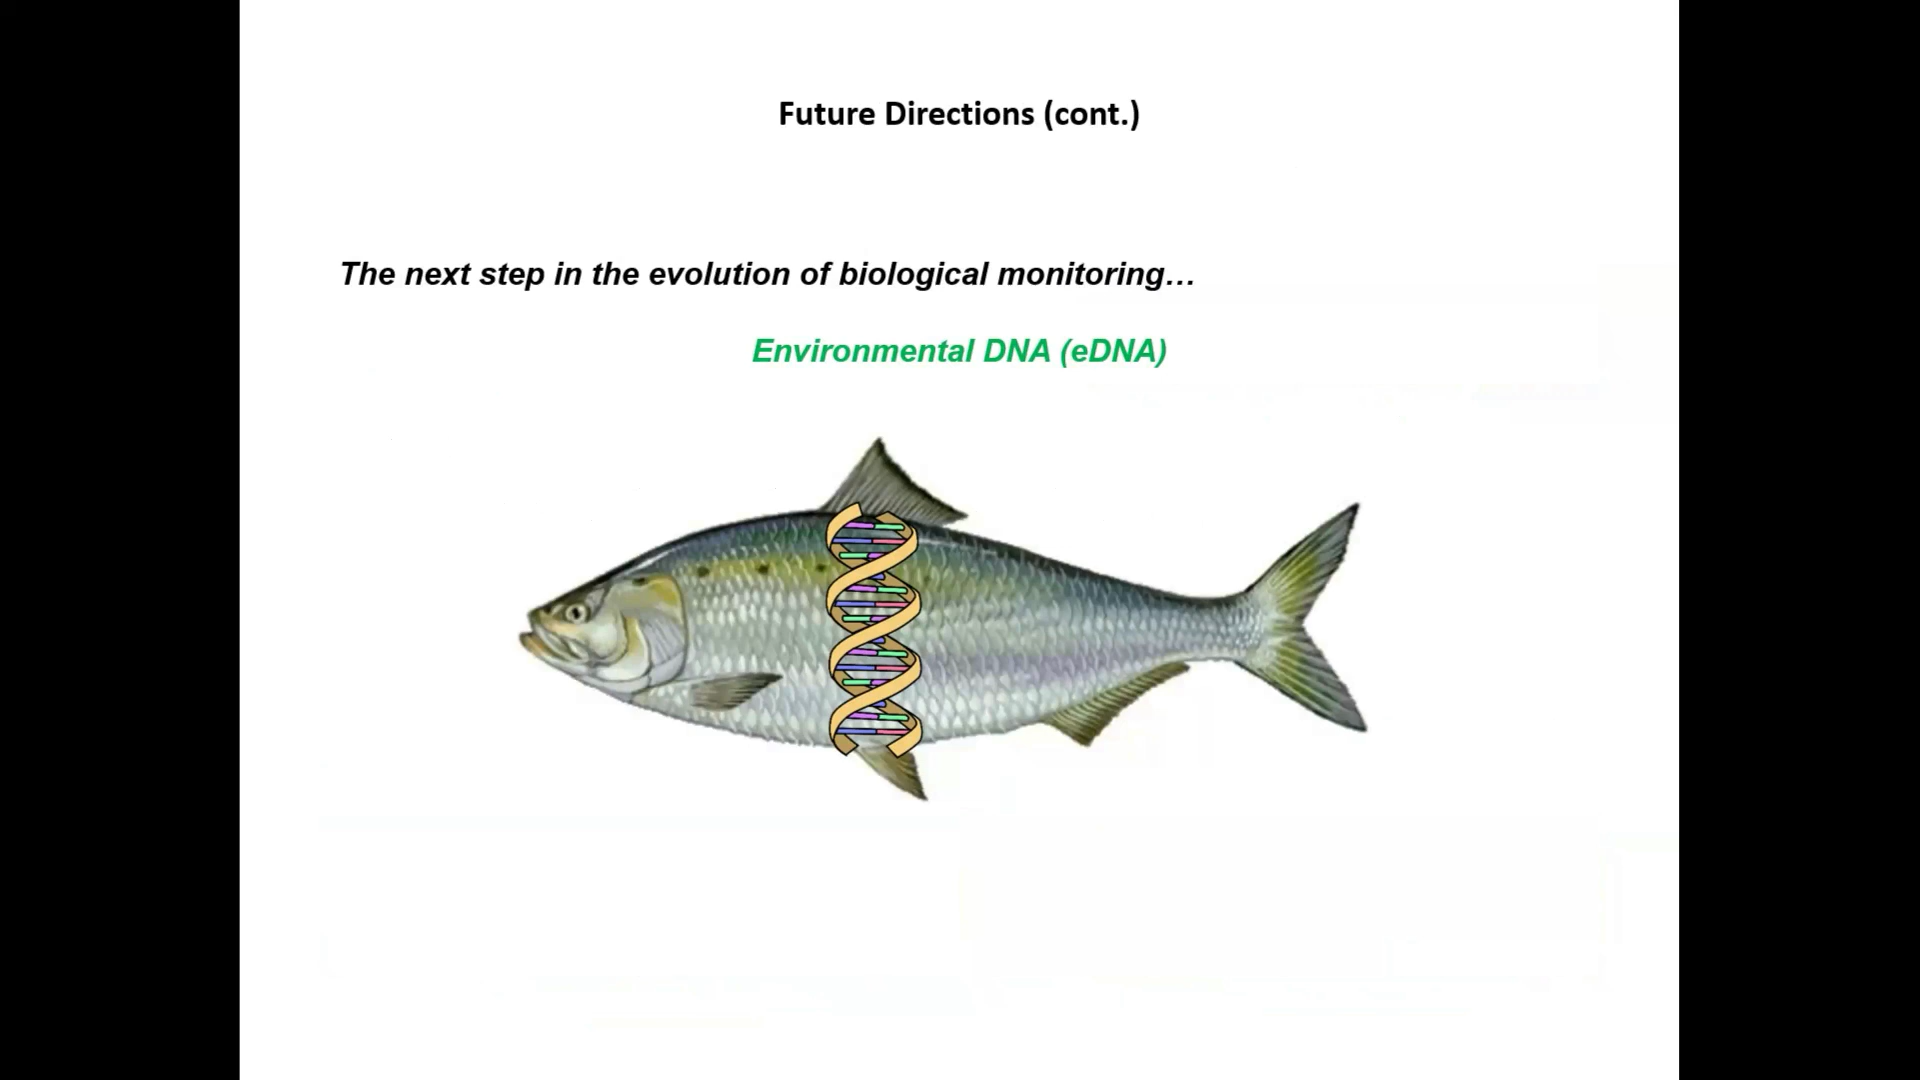 Future Directions (cont.)
The next step in the evolution of biological monitoring…
Environmental DNA (eDNA)